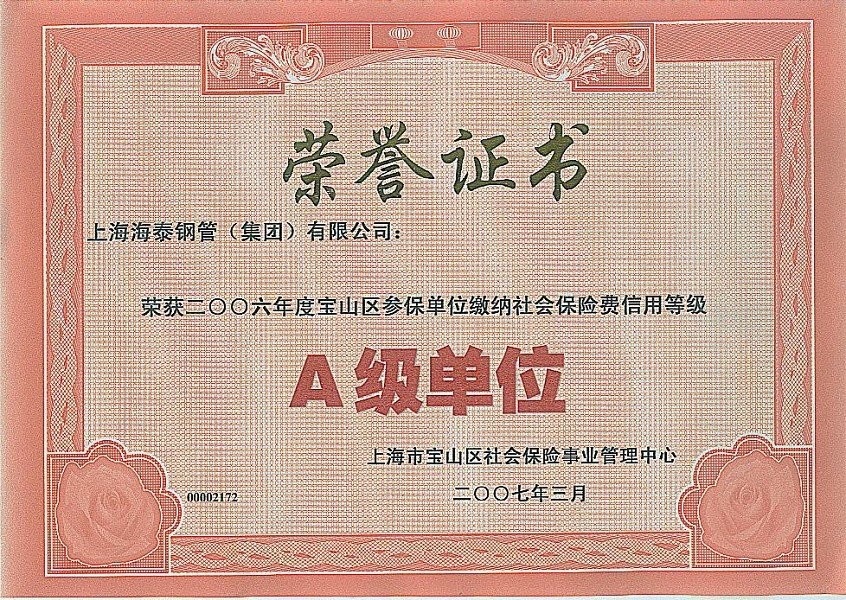 荣誉证书
上海海泰钢管（集团）有限公司：
荣获二〇〇六年度宝山区参保单位缴纳社会保险费信用等级
A级单位
上海市宝山区社会保险事业管理中心
00002172
二〇〇七年三月